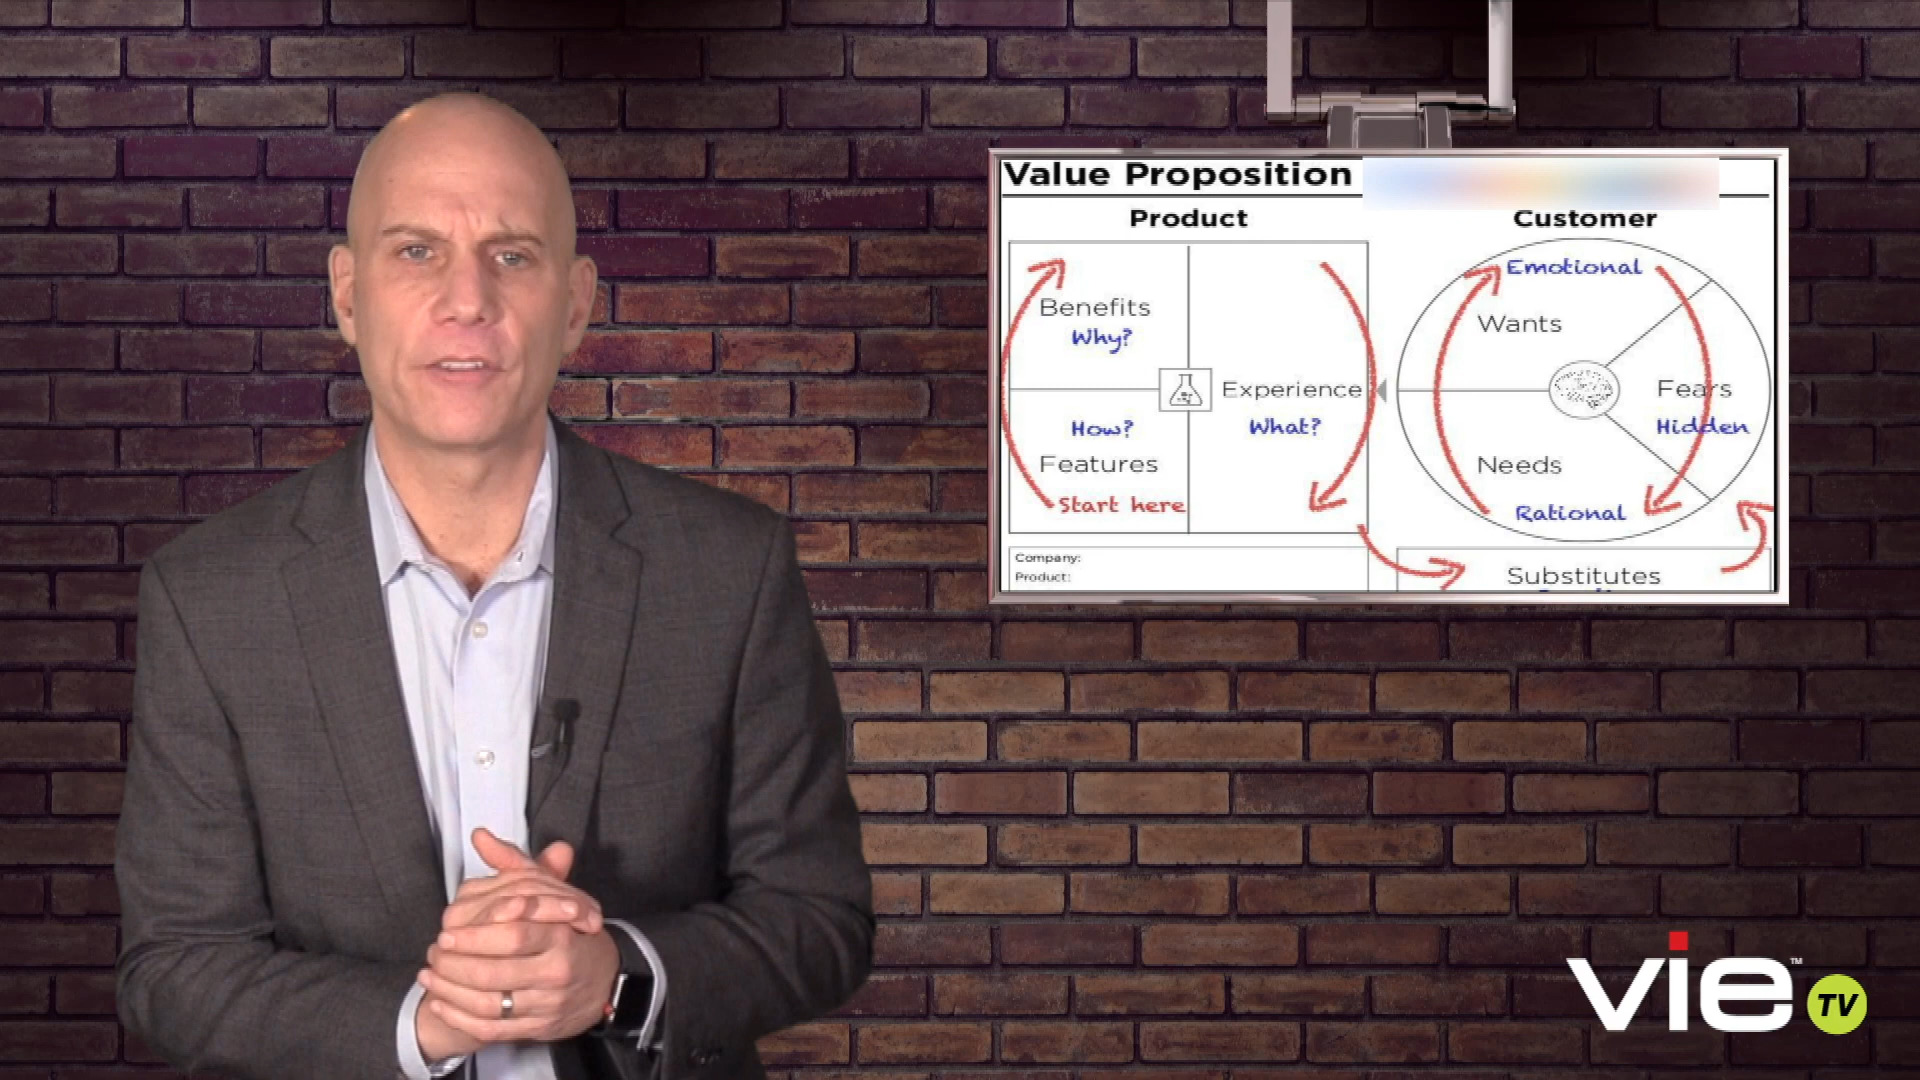 Value Proposition
Product
Customer
Benefits
Why?
How?
Features
Start here
Experience
What?
Emotional
Wants
Fears
Hidden
Needs
Rational
Company:
Product:
Substitutes
vie™
TV